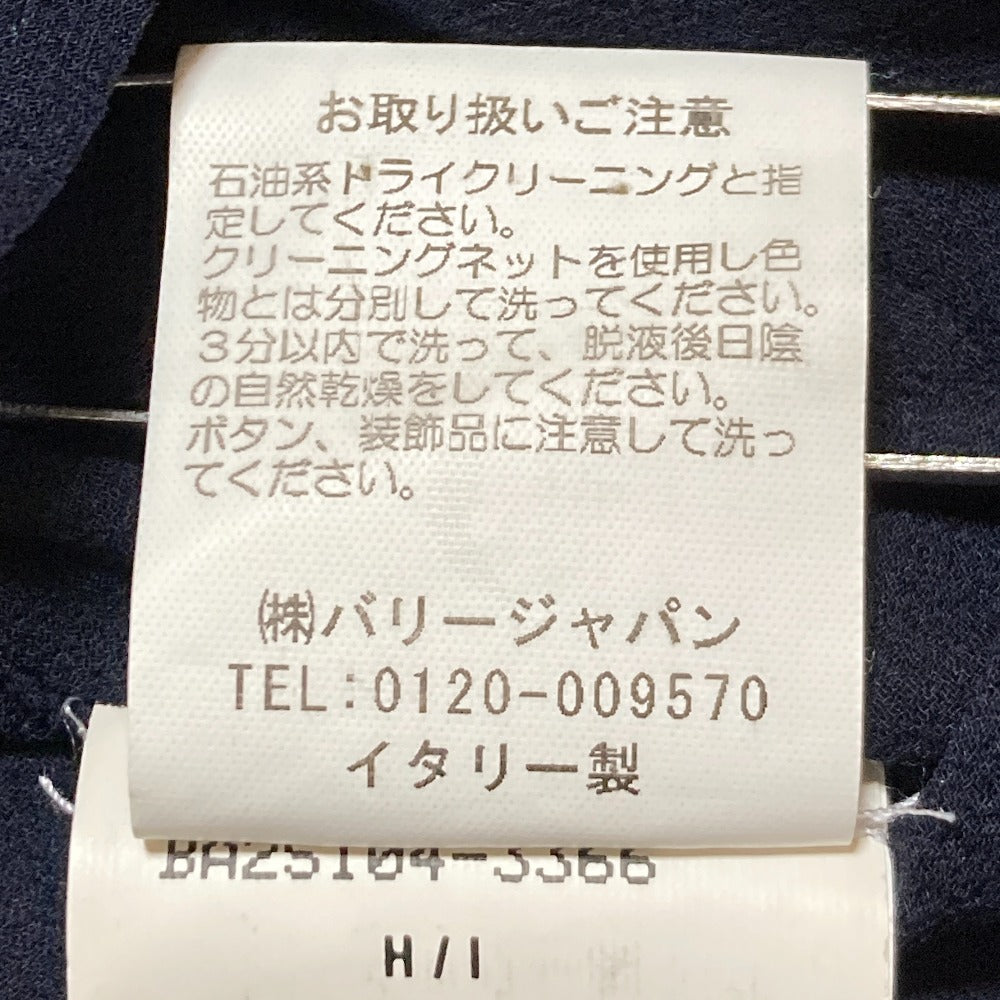 お取り扱いご注意
石油系ドライクリーニングと指
定してください。
クリーニングネットを使用し色
物とは分別して洗ってください。
3分以内で洗って、脱液後日陰
の自然乾燥をしてください。
ボタン、装飾品に注意して洗っ
てください。
㈱バリージャパン
TEL:0120-009570
イタリー製
BA25104-3366
H/I